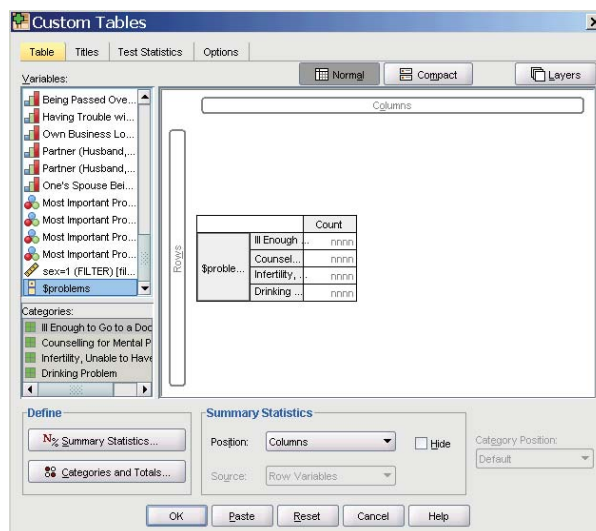 Custom Tables
Table Titles Test Statistics Options
Variables:
Normal Compact Layers
Being Passed Ove...
Having Trouble wi...
Own Business Lo...
Partner (Husband,...
Partner (Husband,...
One's Spouse Bei...
Most Important Pro...
Most Important Pro...
Most Important Pro...
Most Important Pro...
sex=1 (FILTER) [fil...
$problems
Categories:
Ill Enough to Go to a Doc
Counselling for Mental P
Infertility, Unable to Have
Drinking Problem
Columns
Rows
Count
$proble...
Ill Enough ... nnnn
Counsel... nnnn
Infertility, ... nnnn
Drinking ... nnnn
Define
N% Summary Statistics...
Categories and Totals...
Summary Statistics
Position: Columns Hide
Source: Row Variables
Category Position:
Default
OK Paste Reset Cancel Help